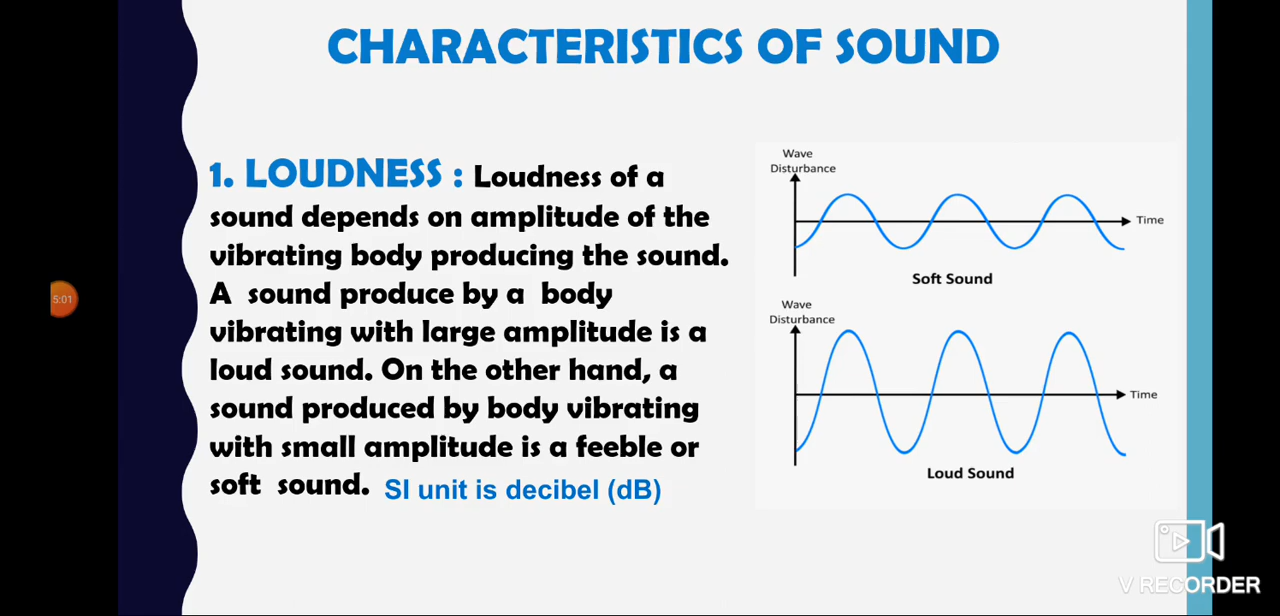 CHARACTERISTICS OF SOUND
1. LOUDNESS : Loudness of a
sound depends on amplitude of the
vibrating body producing the sound.
A sound produce by a body
vibrating with large amplitude is a
loud sound. On the other hand, a
sound produced by body vibrating
with small amplitude is a feeble or
soft sound. SI unit is decibel (dB)
Wave
Disturbance
Time
Soft Sound
Wave
Disturbance
Time
Loud Sound
5:01
V RECORDER